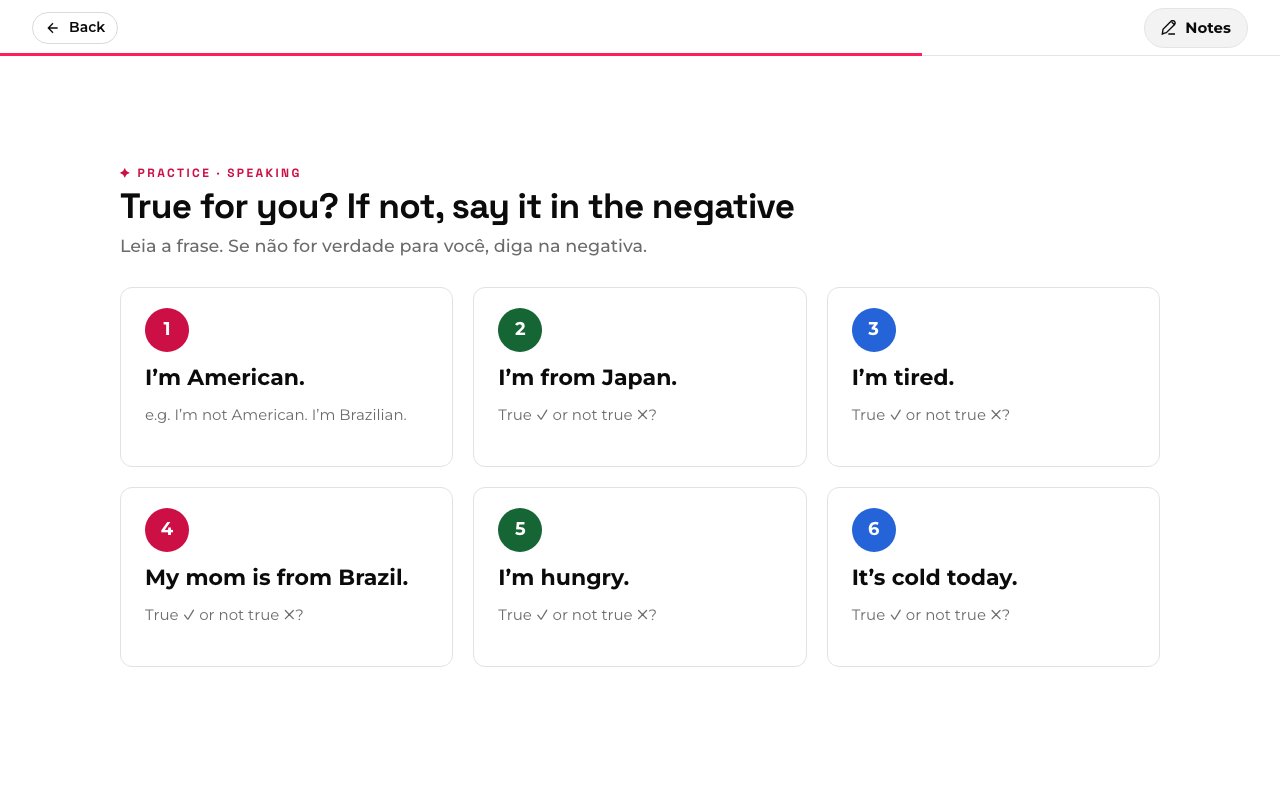 Back
Notes
✦ PRACTICE · SPEAKING
True for you? If not, say it in the negative
Leia a frase. Se não for verdade para você, diga na negativa.
1
I’m American.
e.g. I’m not American. I’m Brazilian.
2
I’m from Japan.
True ✓ or not true ✕?
3
I’m tired.
True ✓ or not true ✕?
4
My mom is from Brazil.
True ✓ or not true ✕?
5
I’m hungry.
True ✓ or not true ✕?
6
It’s cold today.
True ✓ or not true ✕?